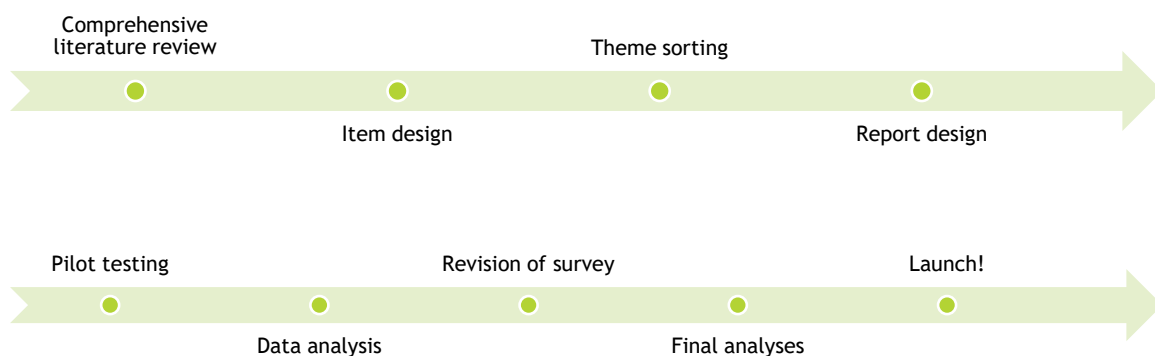 Comprehensive
literature review
Theme sorting
Item design
Report design
Pilot testing
Revision of survey
Launch!
Data analysis
Final analyses